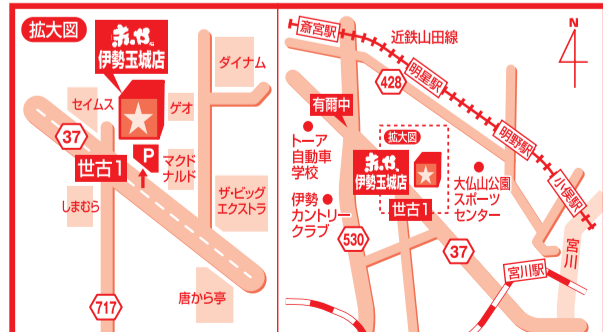 拡大図
赤から
伊勢玉城店
ダイナム
セイムス
ゲオ
37
世古1
P
マクド
ナルド
しまむら
ザ・ビッグ
エクストラ
唐から亭
717
斎宮駅
近鉄山田線
N
4
428
明星駅
有爾中
明野駅
拡大図
トーア
自動車
学校
赤から
伊勢玉城店
小俣駅
大仏山公園
スポーツ
センター
伊勢
カントリー
クラブ
世古1
530
37
宮川
宮川駅